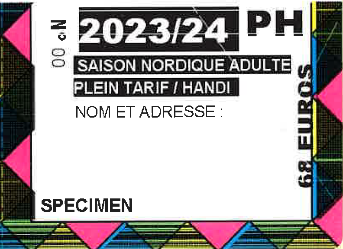 2023/24 PH
N° 00
SAISON NORDIQUE ADULTE
PLEIN TARIF / HANDI
NOM ET ADRESSE :
68 EUROS
SPECIMEN